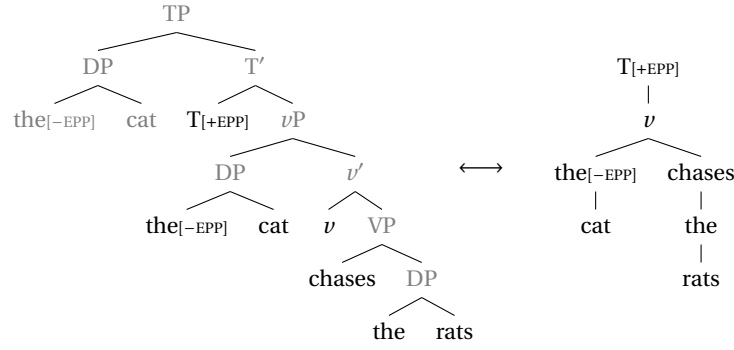 TP
DP T′ T[+EPP]
the[−EPP] cat T[+EPP] vP v
DP v′ ⟷ the[−EPP] chases
the[−EPP] cat v VP cat the
chases DP rats
the rats